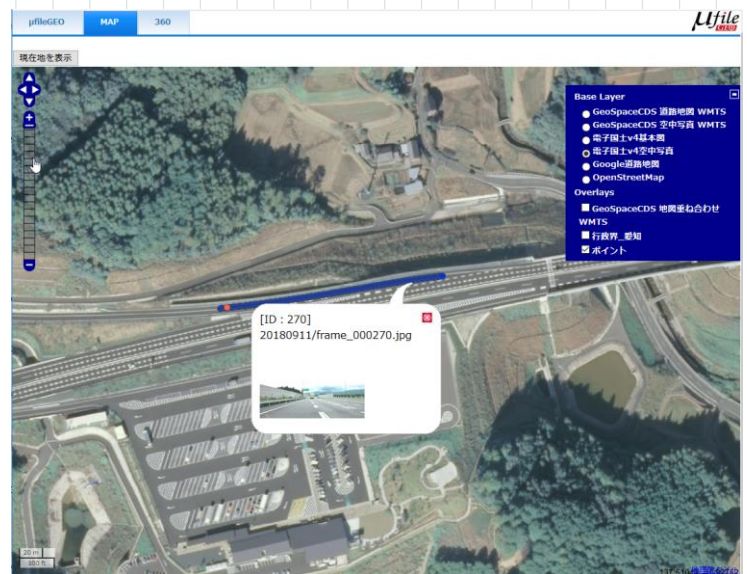 μfileGEO
MAP
360
μfile
現在地を表示
Base Layer
GeoSpaceCDS 道路地図 WMTS
GeoSpaceCDS 空中写真 WMTS
電子国土v4基本図
電子国土v4空中写真
Google道路地図
OpenStreetMap
Overlays
GeoSpaceCDS 地図重ね合わせ
WMTS
行政界_愛知
ポイント
[ID : 270]
20180911/frame_000270.jpg
20 m
100 ft